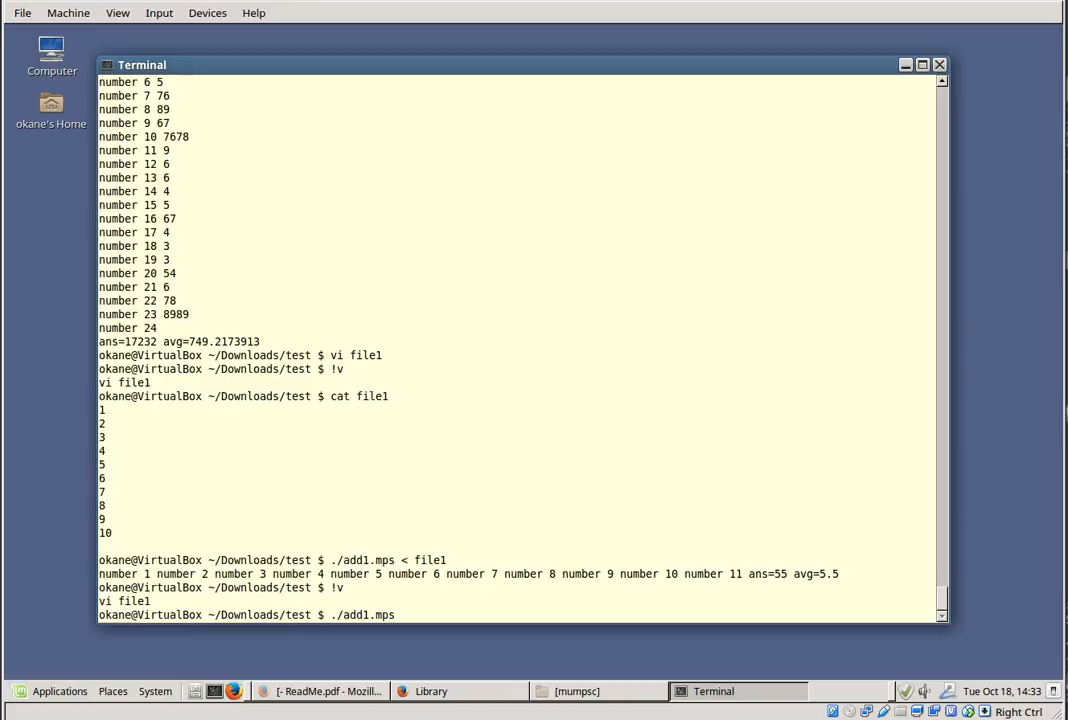 File Machine View Input Devices Help
Computer
okane's Home
Terminal
number 6 5
number 7 76
number 8 89
number 9 67
number 10 7678
number 11 9
number 12 6
number 13 6
number 14 4
number 15 5
number 16 67
number 17 4
number 18 3
number 19 3
number 20 54
number 21 6
number 22 78
number 23 8989
number 24
ans=17232 avg=749.2173913
okane@VirtualBox ~/Downloads/test $ vi file1
okane@VirtualBox ~/Downloads/test $ !v
vi file1
okane@VirtualBox ~/Downloads/test $ cat file1
1
2
3
4
5
6
7
8
9
10
okane@VirtualBox ~/Downloads/test $ ./add1.mps < file1
number 1 number 2 number 3 number 4 number 5 number 6 number 7 number 8 number 9 number 10 number 11 ans=55 avg=5.5
okane@VirtualBox ~/Downloads/test $ !v
vi file1
okane@VirtualBox ~/Downloads/test $ ./add1.mps
Applications Places System [- ReadMe.pdf - Mozill... Library [mumpsc] Terminal Tue Oct 18, 14:33
Right Ctrl